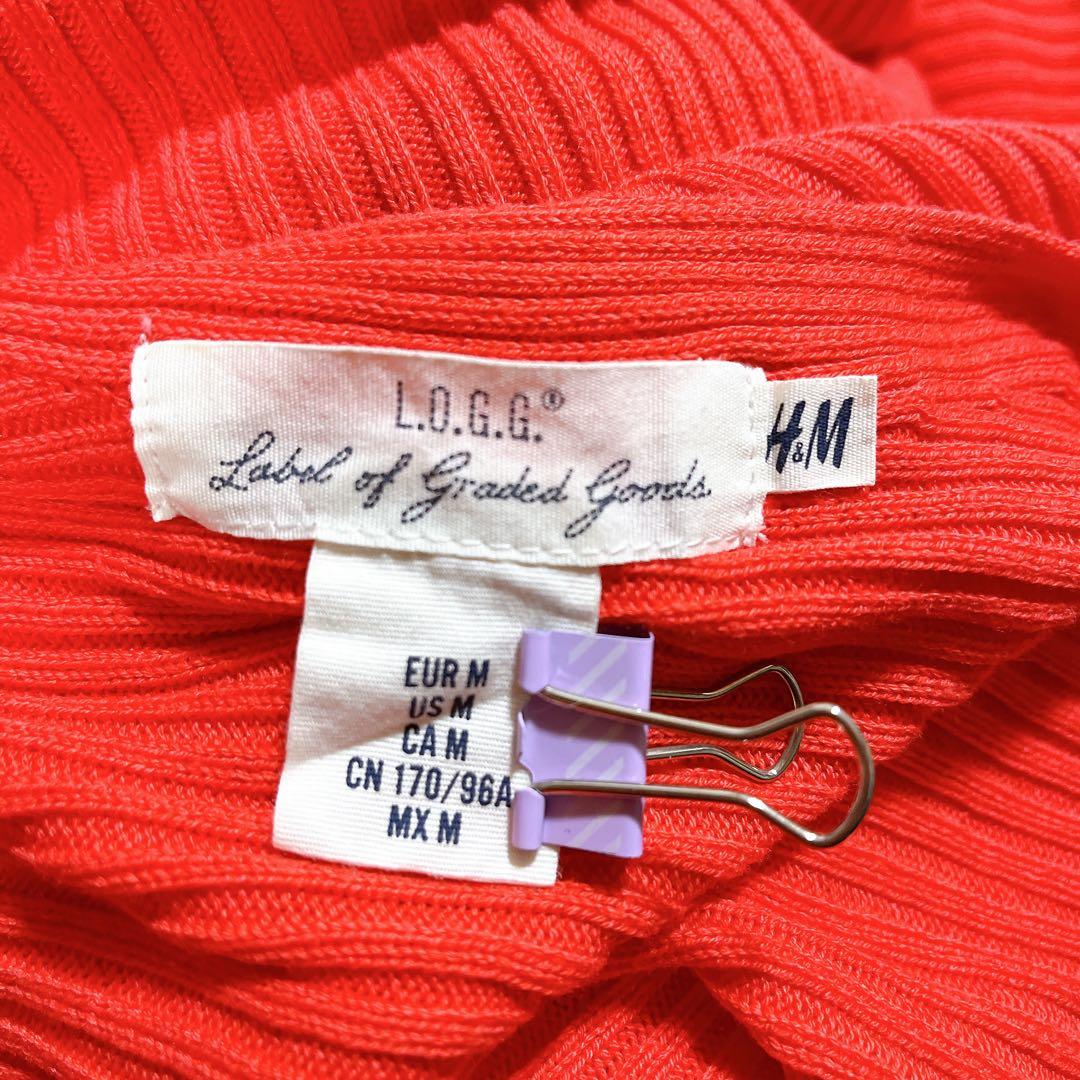 L.O.G.G.®
Label of Graded Goods
H&M
EUR M
US M
CA M
CN 170/96A
MX M